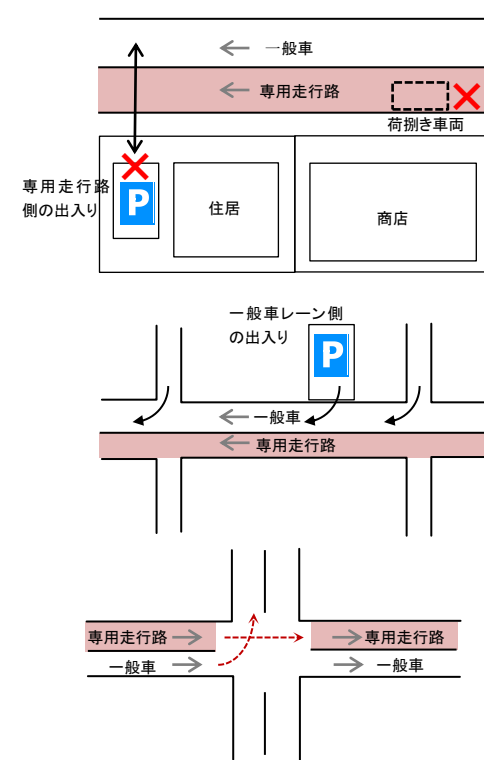 一般車
専用走行路
荷捌き車両
専用走行路
側の出入り
P
住居
商店
一般車レーン側
の出入り
P
一般車
専用走行路
専用走行路
専用走行路
一般車
一般車